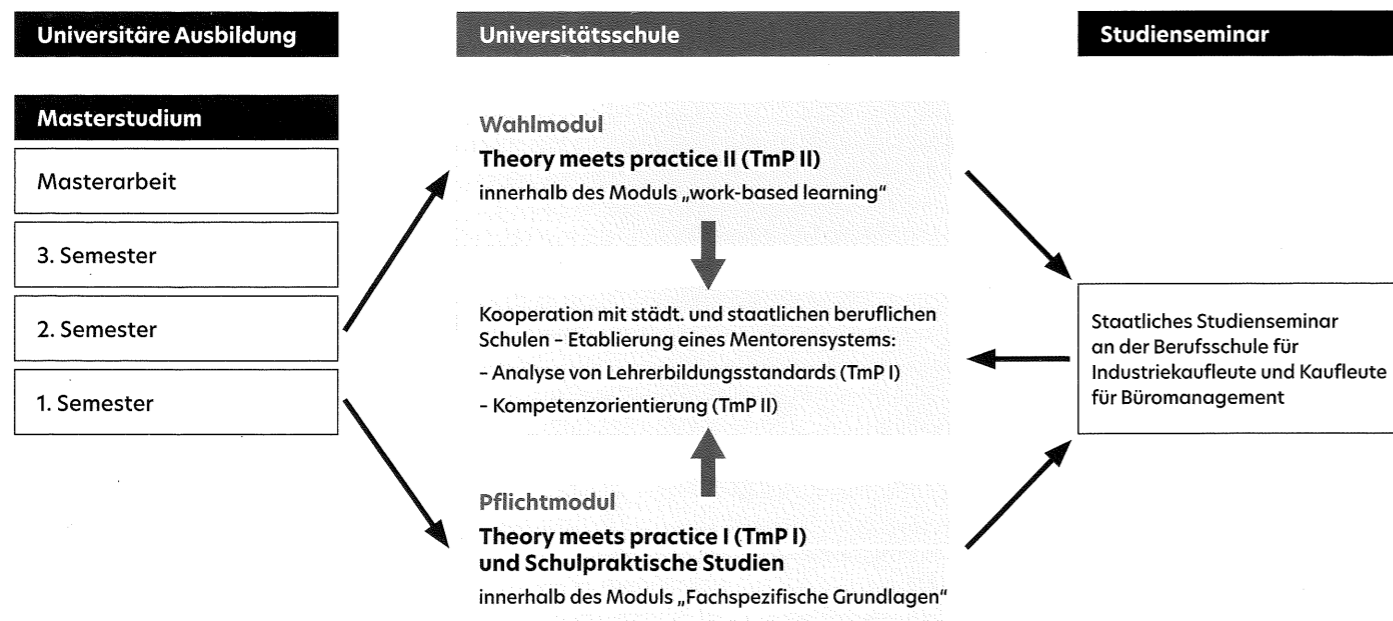 Universitäre Ausbildung
Universitätsschule
Studienseminar
Masterstudium
Masterarbeit
3. Semester
2. Semester
1. Semester
Wahlmodul
Theory meets practice II (TmP II)
innerhalb des Moduls „work-based learning“
Kooperation mit städt. und staatlichen beruflichen
Schulen – Etablierung eines Mentorensystems:
– Analyse von Lehrerbildungsstandards (TmP I)
– Kompetenzorientierung (TmP II)
Pflichtmodul
Theory meets practice I (TmP I)
und Schulpraktische Studien
innerhalb des Moduls „Fachspezifische Grundlagen“
Staatliches Studienseminar
an der Berufsschule für
Industriekaufleute und Kaufleute
für Büromanagement